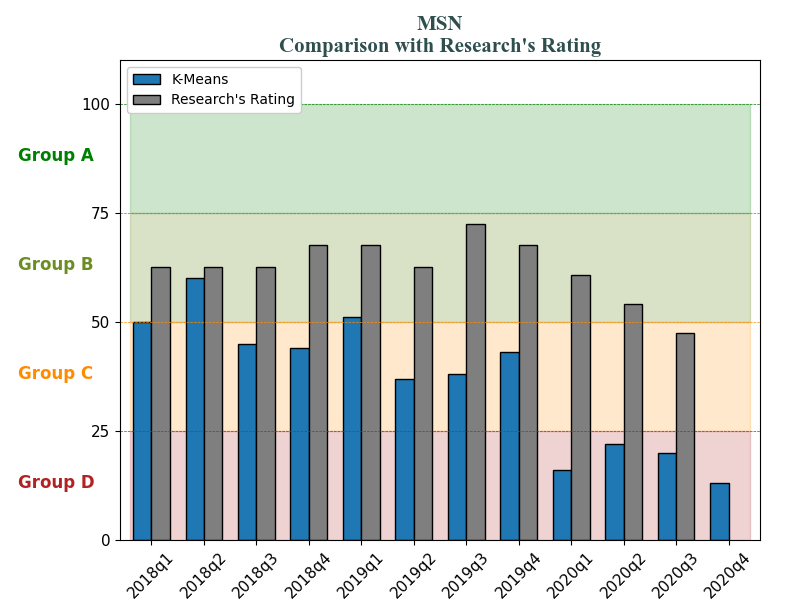 MSN
Comparison with Research's Rating
K-Means
Research's Rating
100
Group A
75
Group B
50
Group C
25
Group D
0
2018q1
2018q2
2018q3
2018q4
2019q1
2019q2
2019q3
2019q4
2020q1
2020q2
2020q3
2020q4